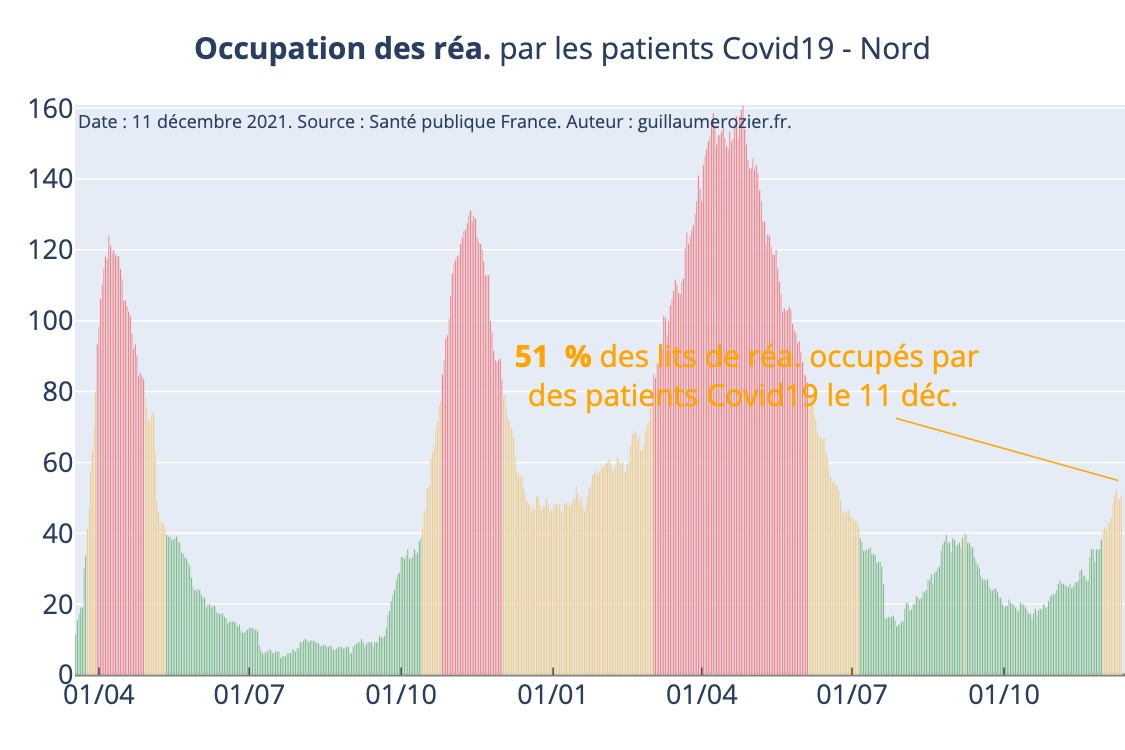 Occupation des réa. par les patients Covid19 - Nord
160
Date : 11 décembre 2021. Source : Santé publique France. Auteur : guillaumerozier.fr.
140
120
100
51 % des lits de réa. occupés par
80
des patients Covid19 le 11 déc.
60
40
20
0
01/04 01/07 01/10 01/01 01/04 01/07 01/10